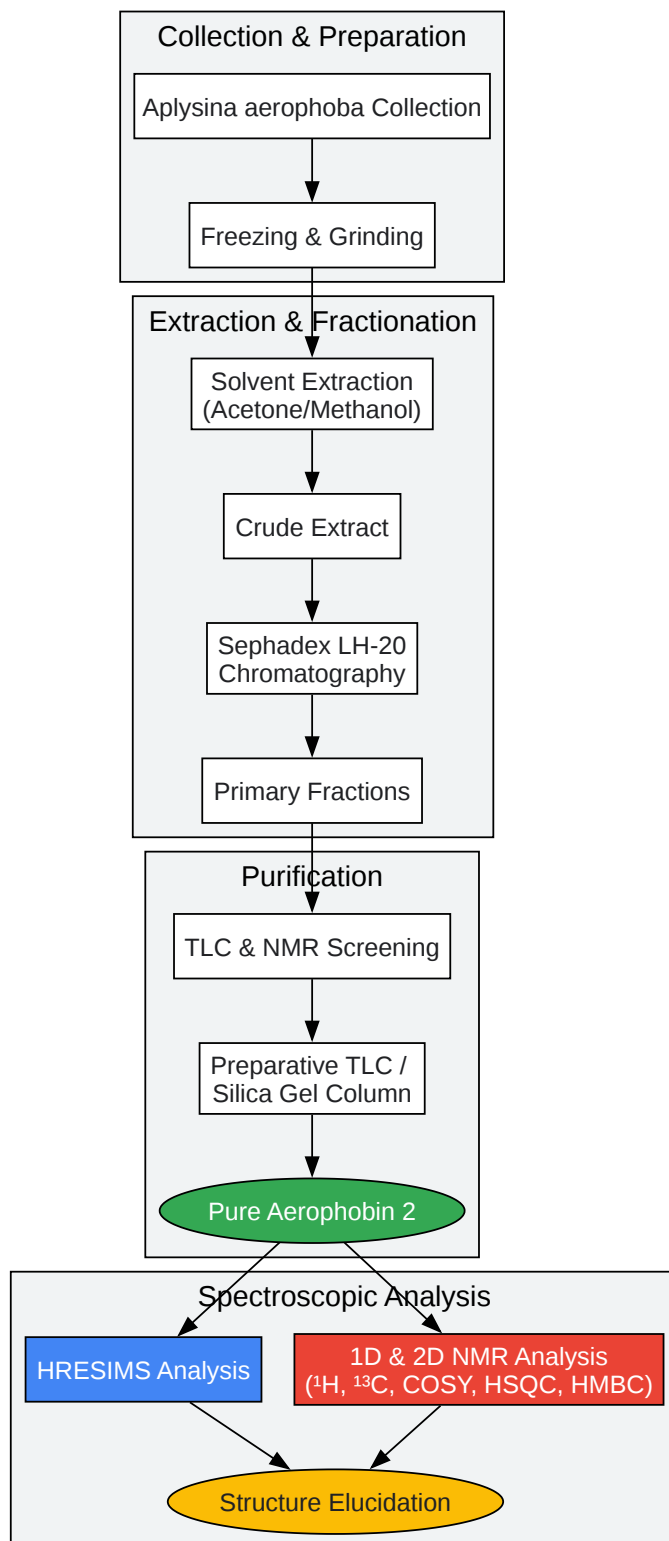 Collection & Preparation
Aplysina aerophoba Collection
Freezing & Grinding
Extraction & Fractionation
Solvent Extraction
(Acetone/Methanol)
Crude Extract
Sephadex LH-20
Chromatography
Primary Fractions
Purification
TLC & NMR Screening
Preparative TLC /
Silica Gel Column
Pure Aerophobin 2
Spectroscopic Analysis
HRESIMS Analysis
1D & 2D NMR Analysis
(¹H, ¹³C, COSY, HSQC, HMBC)
Structure Elucidation